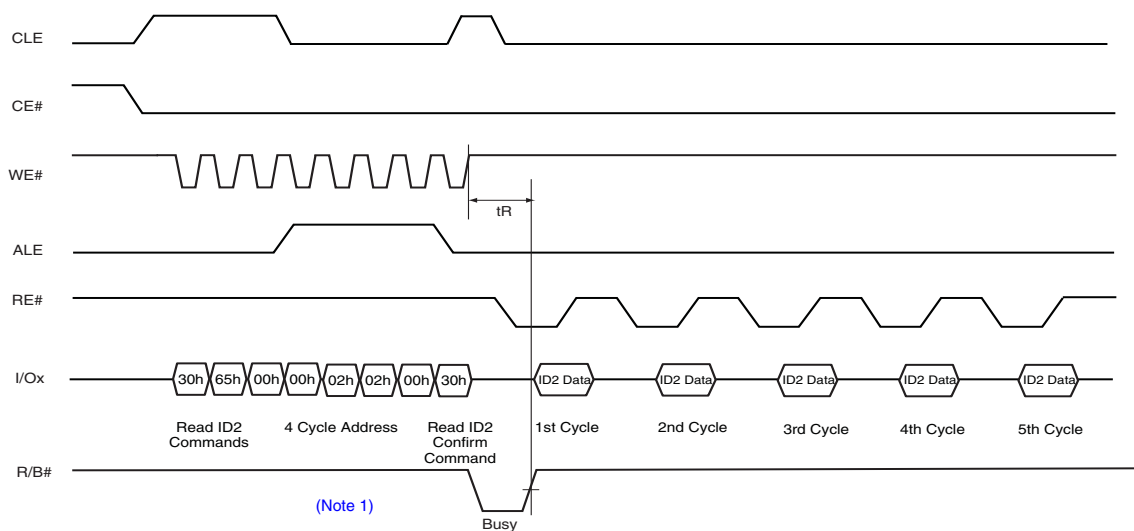 CLE
CE#
WE#
tR
ALE
RE#
I/Ox
30h 65h 00h 00h 02h 02h 00h 30h ID2 Data ID2 Data ID2 Data ID2 Data ID2 Data
Read ID2
Commands
4 Cycle Address
Read ID2
Confirm
Command
1st Cycle
2nd Cycle
3rd Cycle
4th Cycle
5th Cycle
R/B#
(Note 1)
Busy